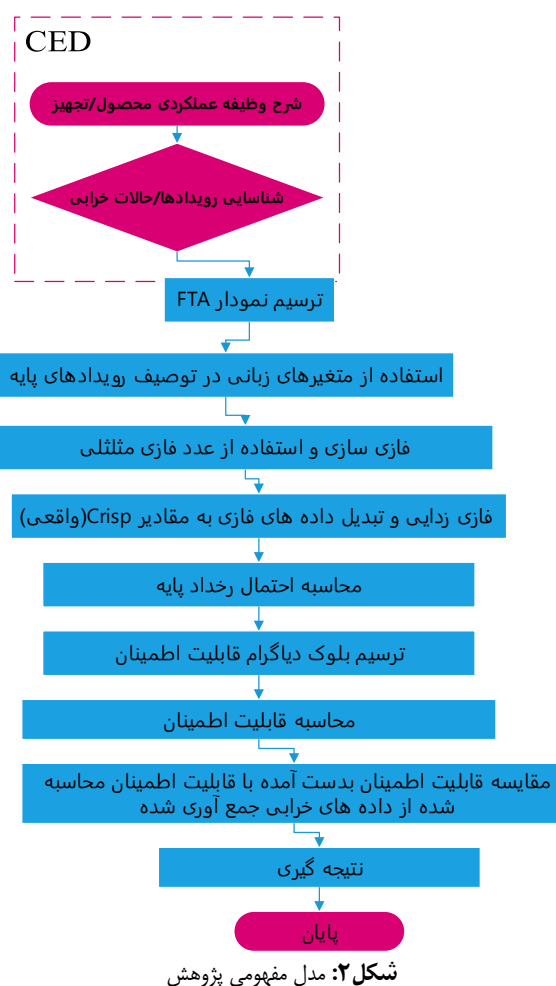 CED
شرح وظیفه عملکردی محصول/تجهیز
شناسایی رویدادها/حالات خرابی
ترسیم نمودار FTA
استفاده از متغیرهای زبانی در توصیف رویدادهای پایه
فازی سازی و استفاده از عدد فازی مثلثلی
فازی زدایی و تبدیل داده های فازی به مقادیر Crisp(واقعی)
محاسبه احتمال رخداد پایه
ترسیم بلوک دیاگرام قابلیت اطمینان
محاسبه قابلیت اطمینان
مقایسه قابلیت اطمینان بدست آمده با قابلیت اطمینان محاسبه
شده از داده های خرابی جمع آوری شده
نتیجه گیری
پایان
شکل۲: مدل مفهومی پژوهش